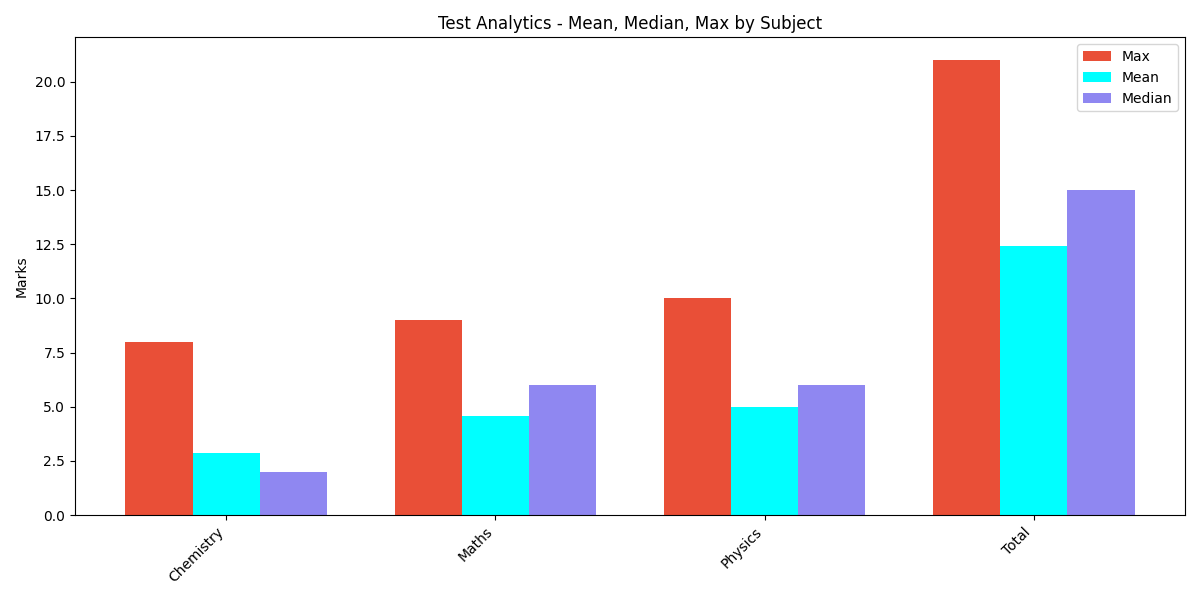 Test Analytics - Mean, Median, Max by Subject
Max
Mean
Median
Marks
20.0
17.5
15.0
12.5
10.0
7.5
5.0
2.5
0.0
Chemistry
Maths
Physics
Total